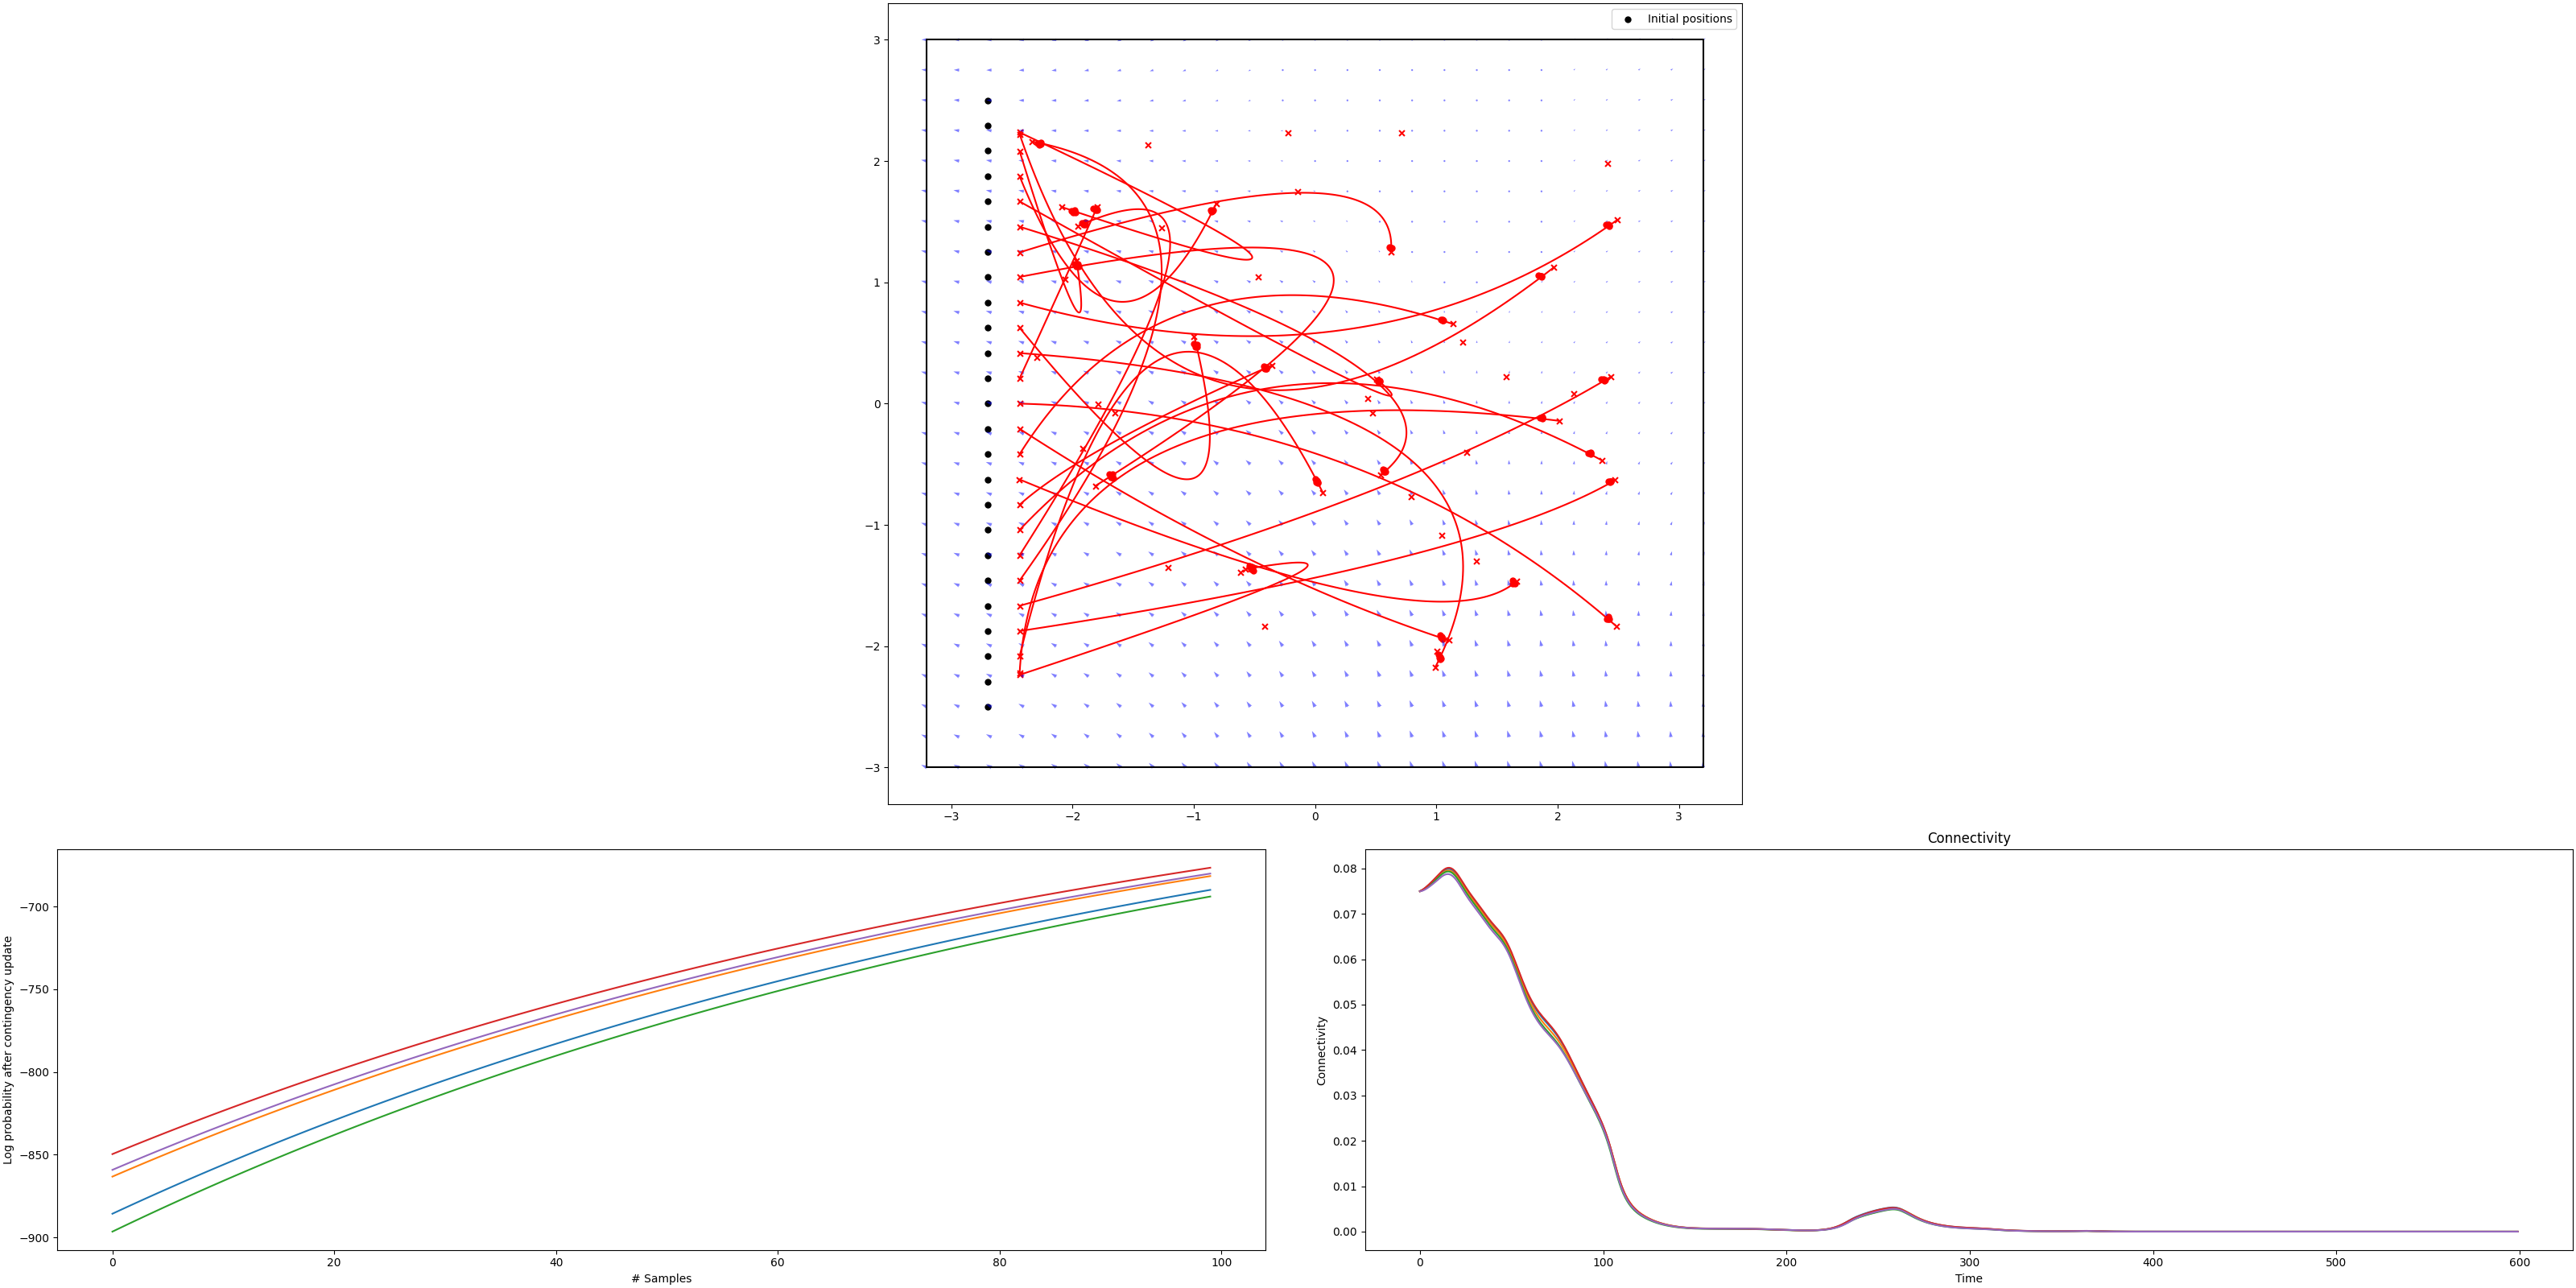 Initial positions
3
2
1
0
−1
−2
−3
−3 −2 −1 0 1 2 3
Log probability after contingency update
−700
−750
−800
−850
−900
0 20 40 60 80 100
# Samples
Connectivity
Connectivity
0.08
0.07
0.06
0.05
0.04
0.03
0.02
0.01
0.00
0 100 200 300 400 500 600
Time